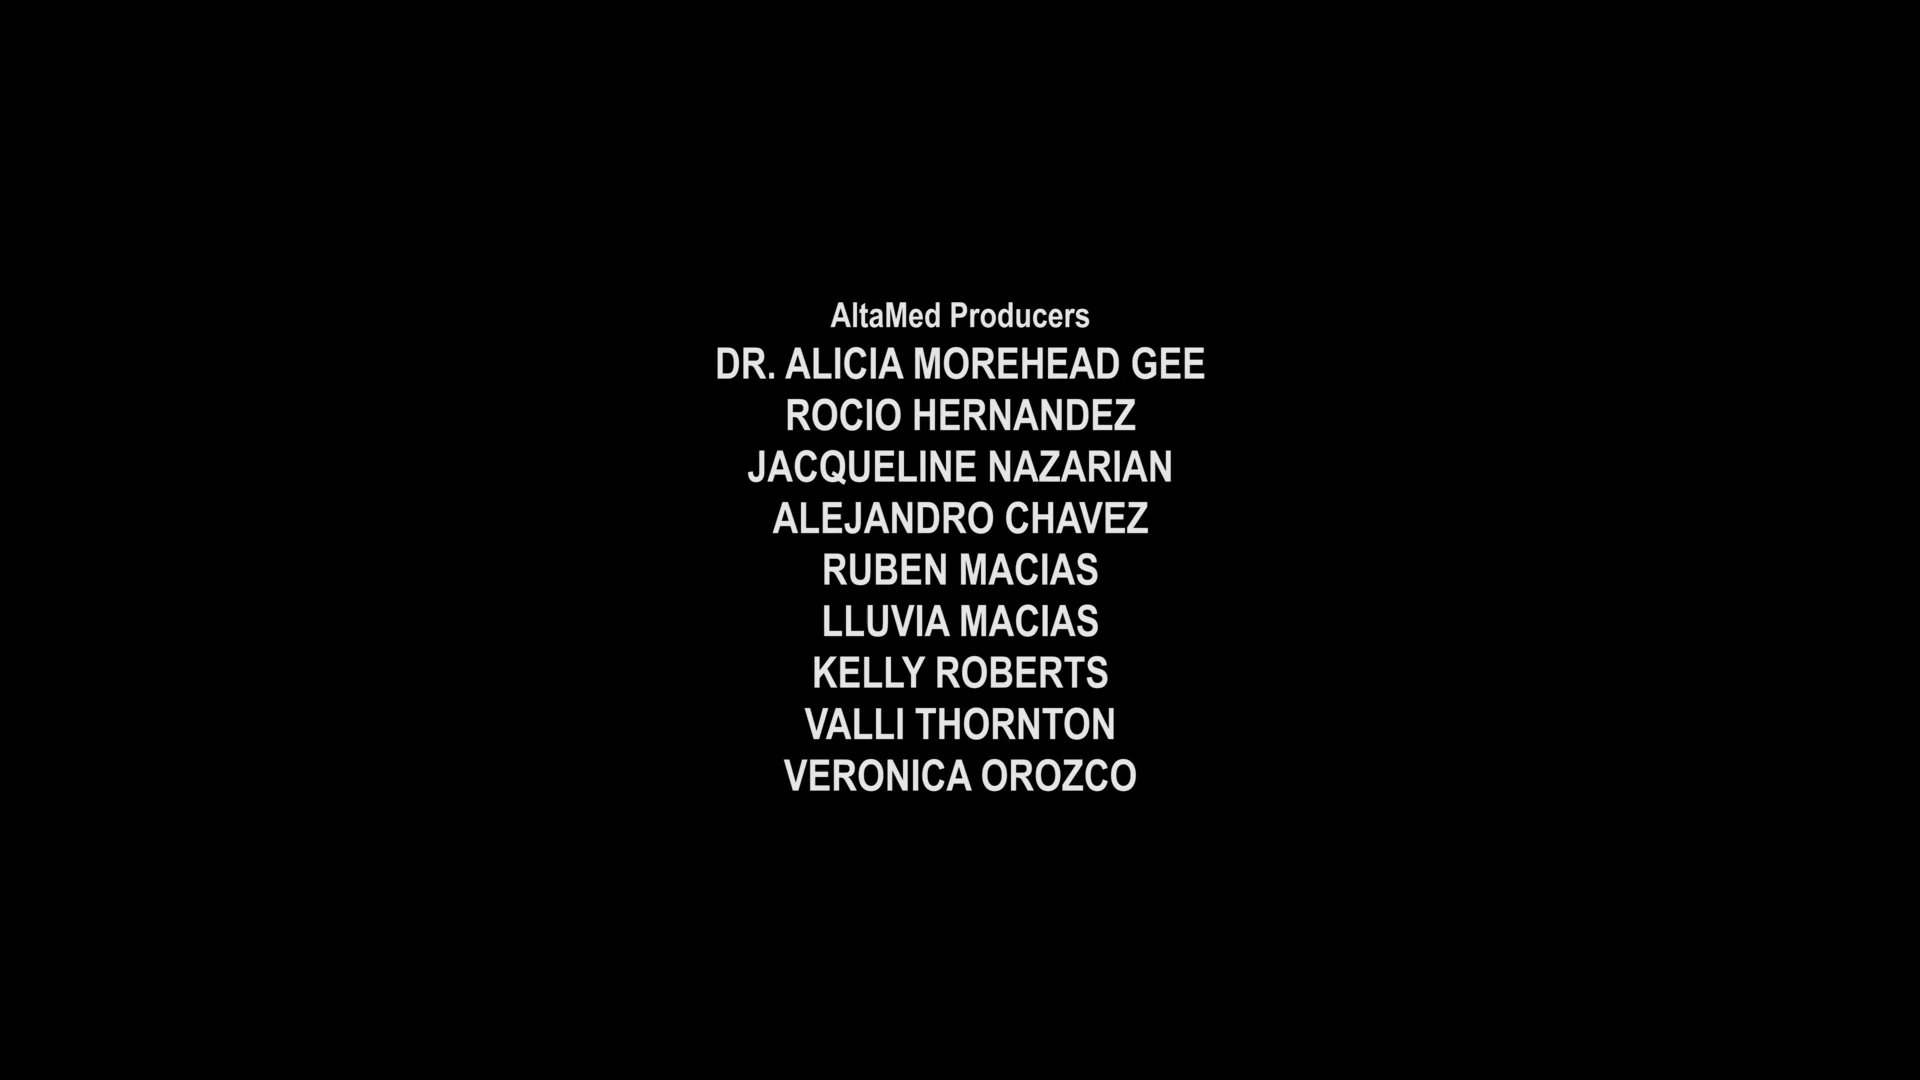 AltaMed Producers
DR. ALICIA MOREHEAD GEE
ROCIO HERNANDEZ
JACQUELINE NAZARIAN
ALEJANDRO CHAVEZ
RUBEN MACIAS
LLUVIA MACIAS
KELLY ROBERTS
VALLI THORNTON
VERONICA OROZCO